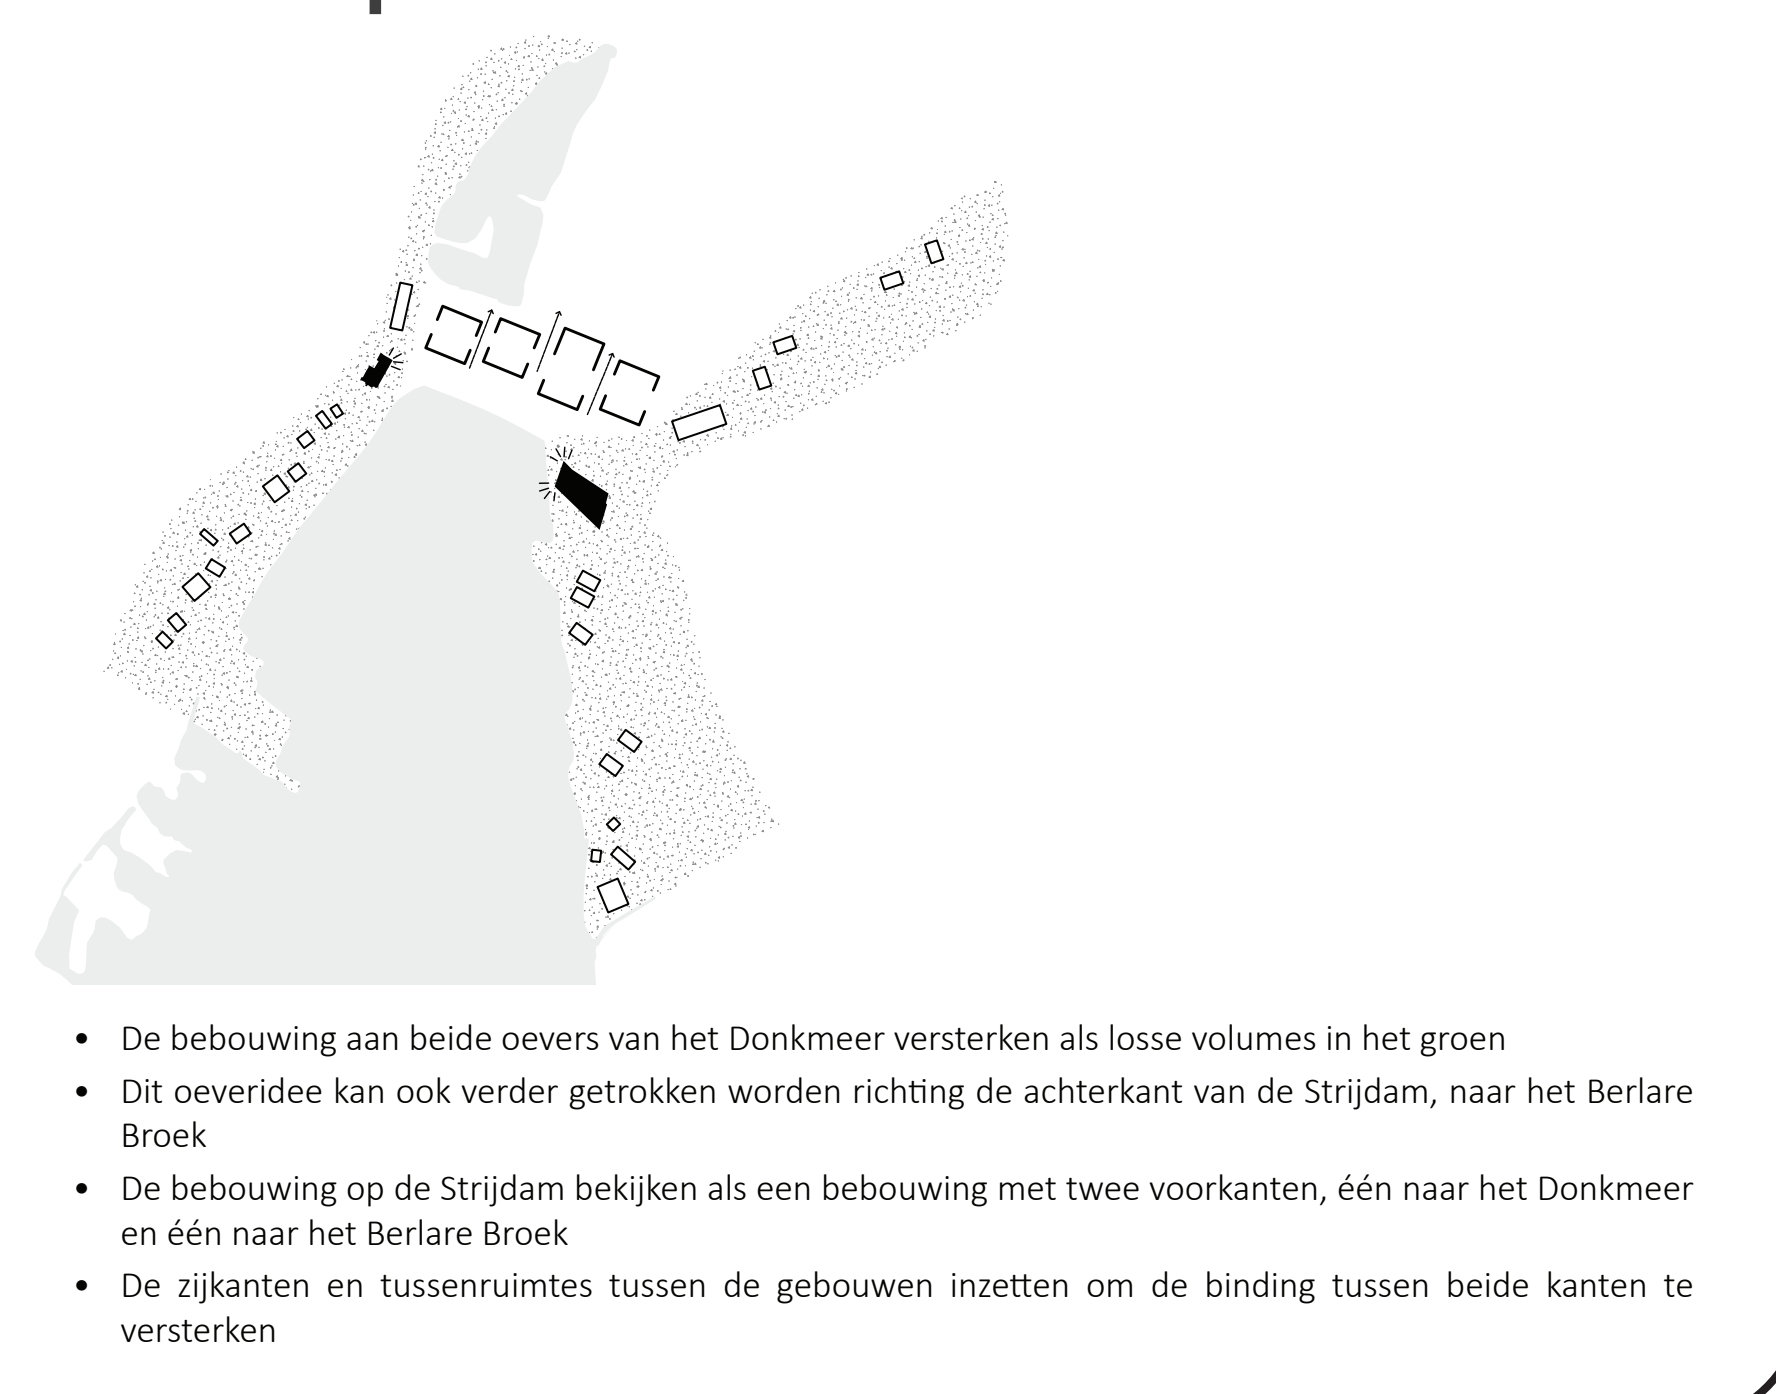 • De bebouwing aan beide oevers van het Donkmeer versterken als losse volumes in het groen
• Dit oeveridee kan ook verder getrokken worden richting de achterkant van de Strijdam, naar het Berlare
Broek
• De bebouwing op de Strijdam bekijken als een bebouwing met twee voorkanten, één naar het Donkmeer
en één naar het Berlare Broek
• De zijkanten en tussenruimtes tussen de gebouwen inzetten om de binding tussen beide kanten te
versterken